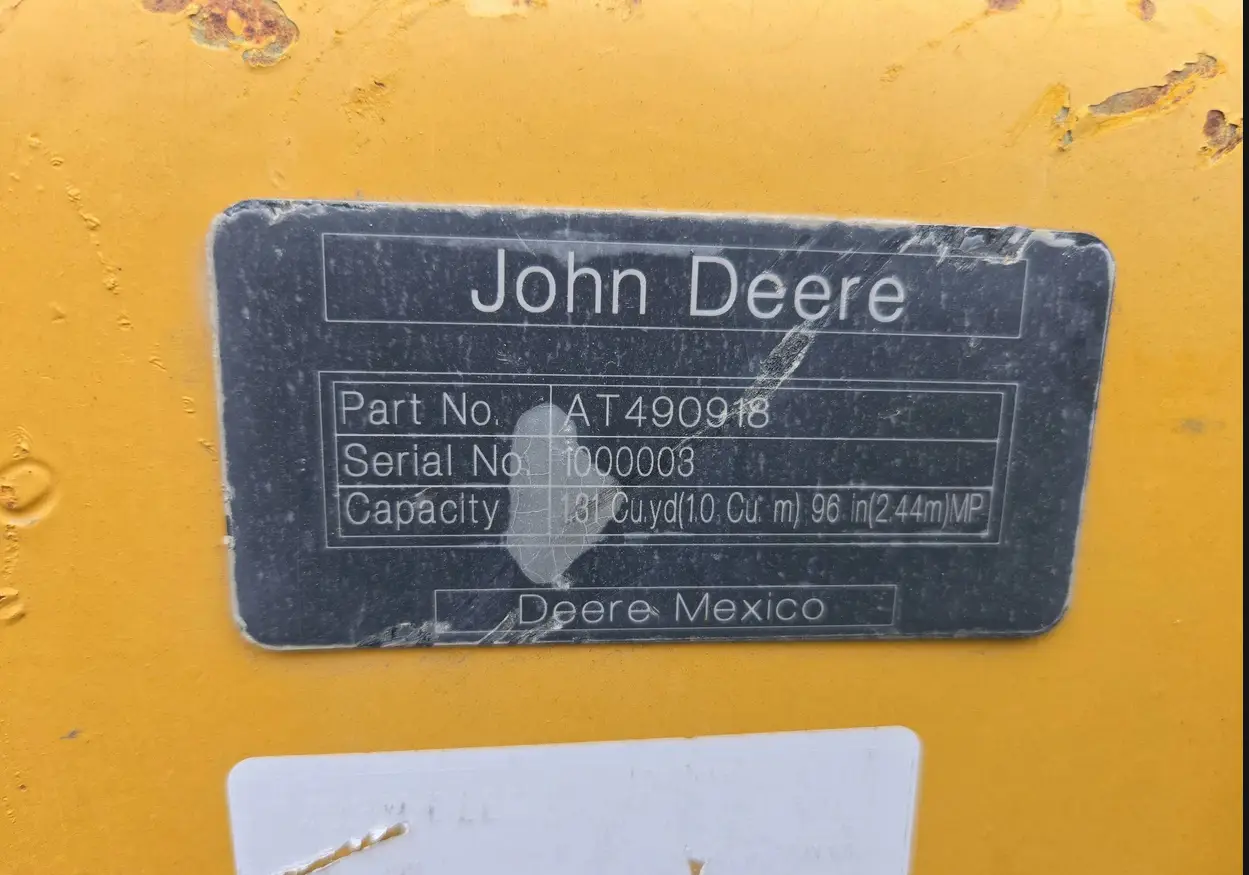 John Deere
Part No. AT490918
Serial No. 1000003
Capacity 1.31 Cu.yd(1.0 Cu. m) 96 in(2.44m)MP
Deere Mexico